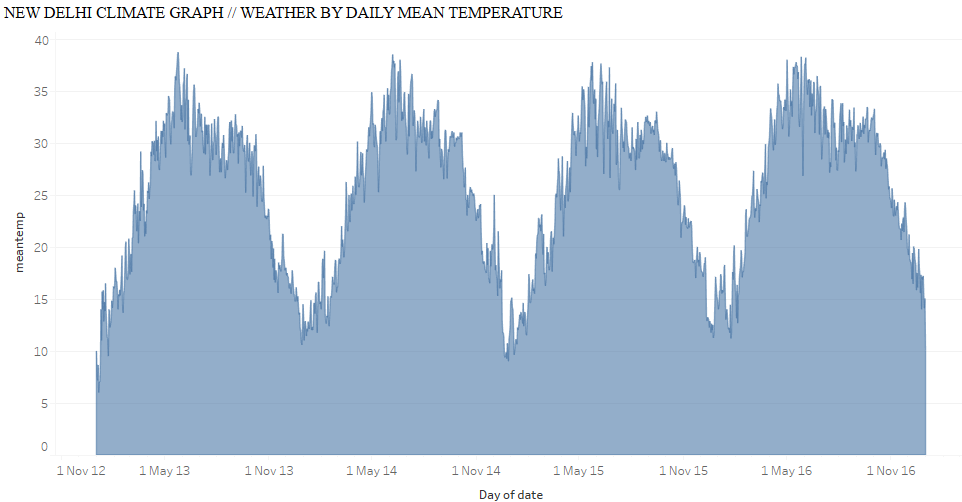 NEW DELHI CLIMATE GRAPH // WEATHER BY DAILY MEAN TEMPERATURE
40
35
30
25
20
15
10
5
0
meantemp
1 Nov 12 1 May 13 1 Nov 13 1 May 14 1 Nov 14 1 May 15 1 Nov 15 1 May 16 1 Nov 16
Day of date